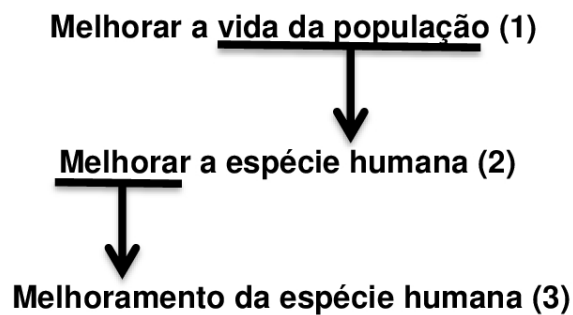 Melhorar a vida da população (1)
Melhorar a espécie humana (2)
Melhoramento da espécie humana (3)